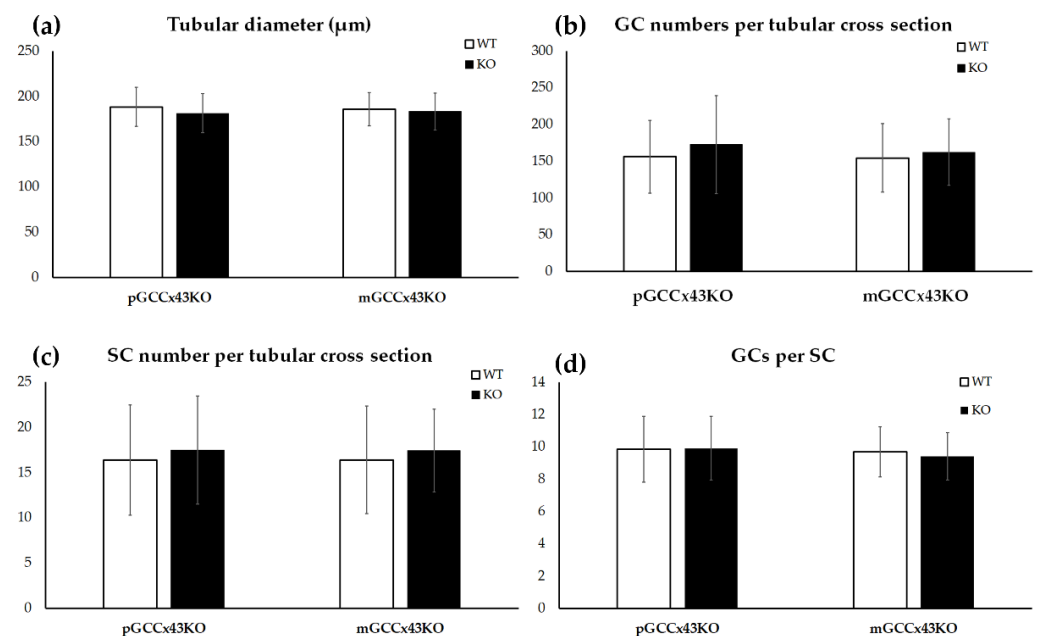 (a)
Tubular diameter (µm)
WT
KO
250
200
150
100
50
0
pGCCx43KO
mGCCx43KO
(b)
GC numbers per tubular cross section
WT
KO
300
250
200
150
100
50
0
pGCCx43KO
mGCCx43KO
(c)
SC number per tubular cross section
WT
KO
25
20
15
10
5
0
pGCCx43KO
mGCCx43KO
(d)
GCs per SC
WT
KO
14
12
10
8
6
4
2
0
pGCCx43KO
mGCCx43KO